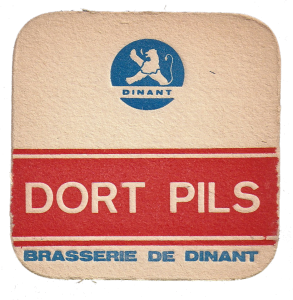 DINANT
DORT PILS
BRASSERIE DE DINANT